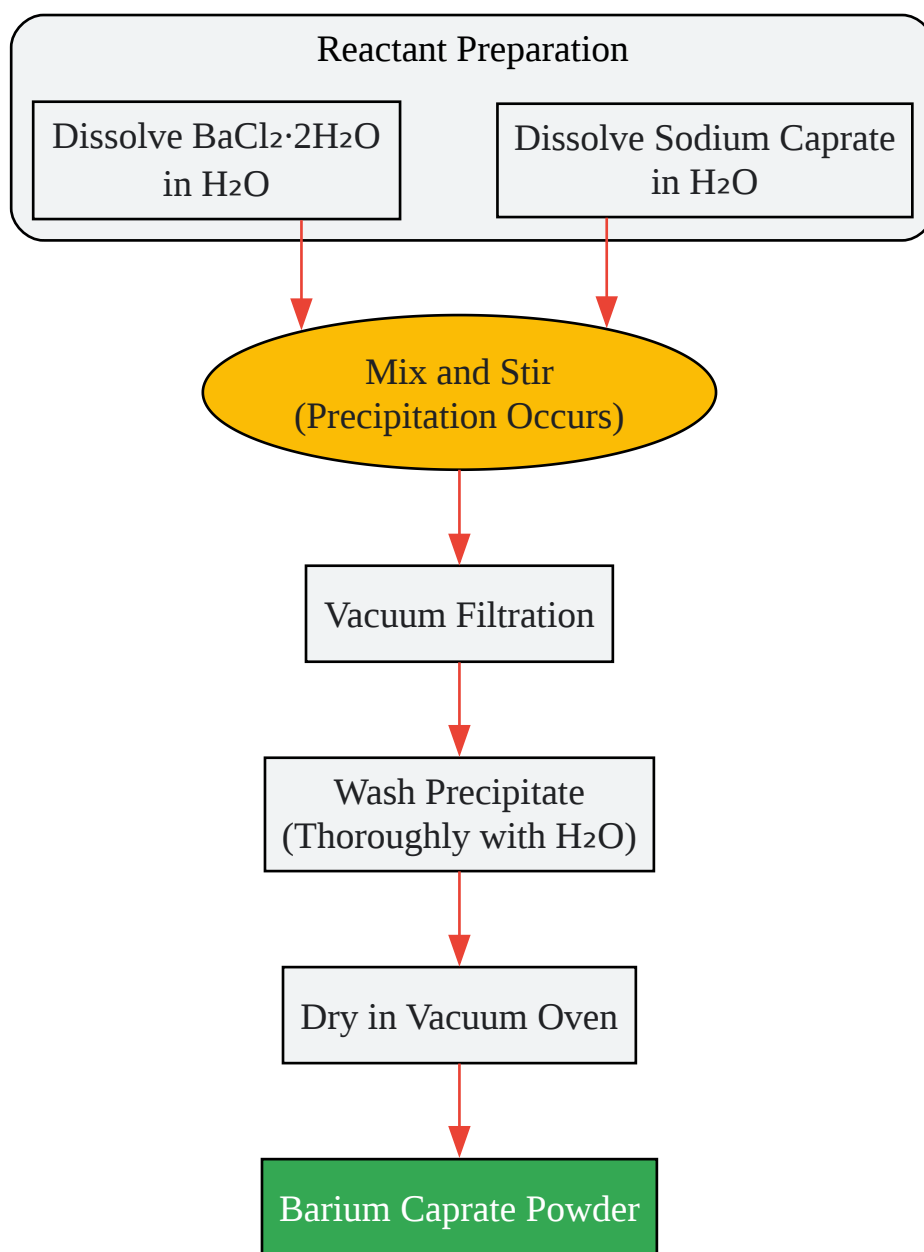 Reactant Preparation
Dissolve BaCl₂·2H₂O
in H₂O
Dissolve Sodium Caprate
in H₂O
Mix and Stir
(Precipitation Occurs)
Vacuum Filtration
Wash Precipitate
(Thoroughly with H₂O)
Dry in Vacuum Oven
Barium Caprate Powder